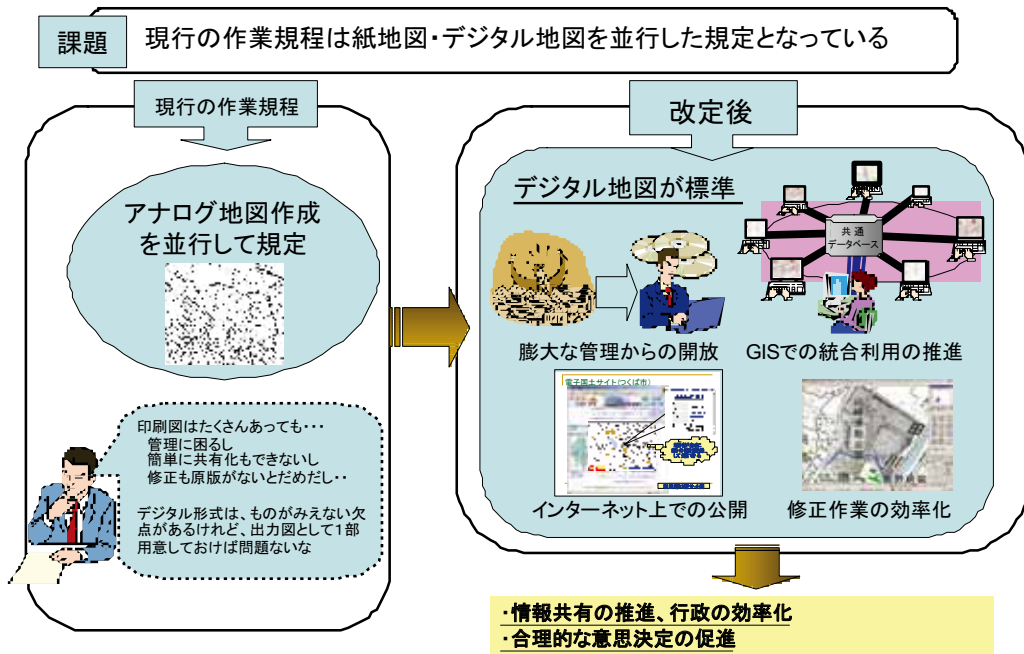 課題
現行の作業規程は紙地図・デジタル地図を並行した規定となっている
現行の作業規程
アナログ地図作成
を並行して規定
印刷図はたくさんあっても・・・
管理に困るし
簡単に共有化もできないし
修正も原版がないとだめだし・・
デジタル形式は、ものがみえない欠
点があるけれど、出力図として1部
用意しておけば問題ないな
改定後
デジタル地図が標準
共通
データベース
膨大な管理からの開放
GISでの統合利用の推進
電子国土サイト(つくば市)
インターネット上での公開
修正作業の効率化
・情報共有の推進、行政の効率化
・合理的な意思決定の促進